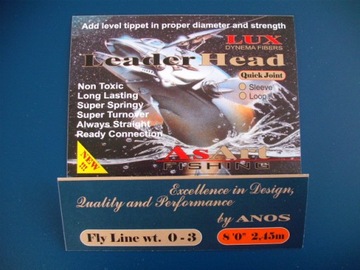 Add level tippet in proper diameter and strength
LUX
DYNEMA FIBERS
Leader Head
Quick Joint
Sleeve
Loop
Non Toxic
Long Lasting
Super Springy
Super Turnover
Always Straight
Ready Connection
NEW
!!!
AsAri
FISHING
Excellence in Design,
Quality and Performance
by ANOS
Fly Line wt. 0 - 3
8´0" 2,45m